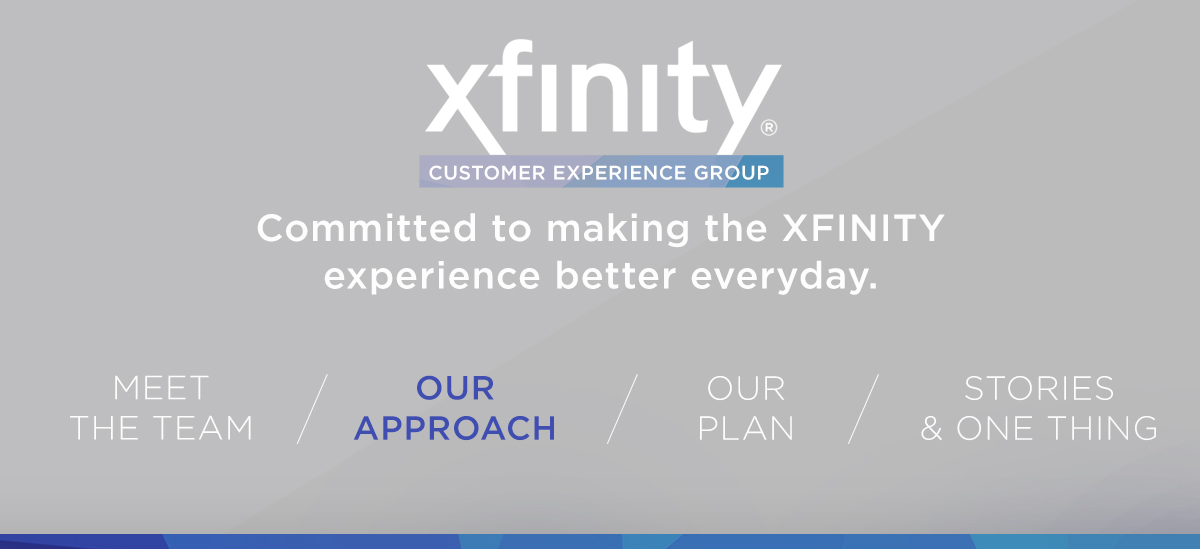 xfinity®
CUSTOMER EXPERIENCE GROUP
Committed to making the XFINITY
experience better everyday.
MEET
THE TEAM
/
OUR
APPROACH
/
OUR
PLAN
/
STORIES
& ONE THING